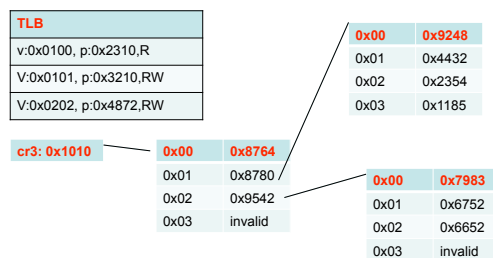 TLB
v:0x0100, p:0x2310,R
V:0x0101, p:0x3210,RW
V:0x0202, p:0x4872,RW
0x00 0x9248
0x01 0x4432
0x02 0x2354
0x03 0x1185
cr3: 0x1010
0x00 0x8764
0x01 0x8780
0x02 0x9542
0x03 invalid
0x00 0x7983
0x01 0x6752
0x02 0x6652
0x03 invalid